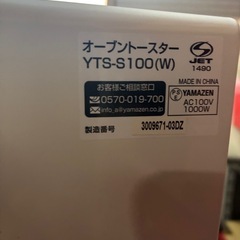 オーブントースター
YTS-S100(W)
お客様ご相談窓口
0570-019-700
info@yamazen.co.jp
製造番号
3009671-03DZ
S
JET
1490
MADE IN CHINA
YAMAZEN
AC100V
1000W